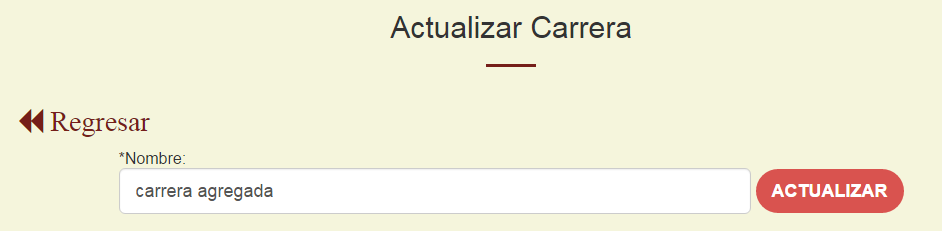 Actualizar Carrera
Regresar
*Nombre:
carrera agregada
ACTUALIZAR